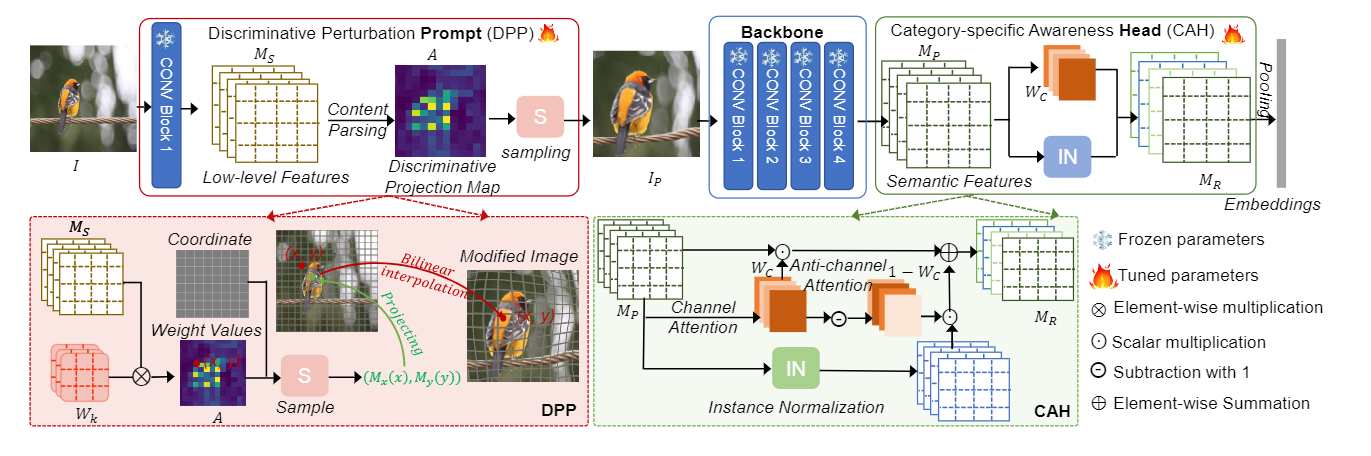 Discriminative Perturbation Prompt (DPP)
I
CONV Block 1
M_S
Low-level Features
Content
Parsing
A
Discriminative
Projection Map
S
sampling
I_P
Backbone
CONV Block 1
CONV Block 2
CONV Block 3
CONV Block 4
Category-specific Awareness Head (CAH)
M_P
Semantic Features
W_C
IN
M_R
Pooling
Embeddings
M_S
Coordinate
Weight Values
W_k
A
S
Sample
(M_x(x), M_y(y))
Projecting
Bilinear
interpolation
Modified Image
(x, y)
DPP
M_P
Channel
Attention
W_C
Anti-channel
Attention
1 − W_C
IN
Instance Normalization
M_R
CAH
Frozen parameters
Tuned parameters
Element-wise multiplication
Scalar multiplication
Subtraction with 1
Element-wise Summation